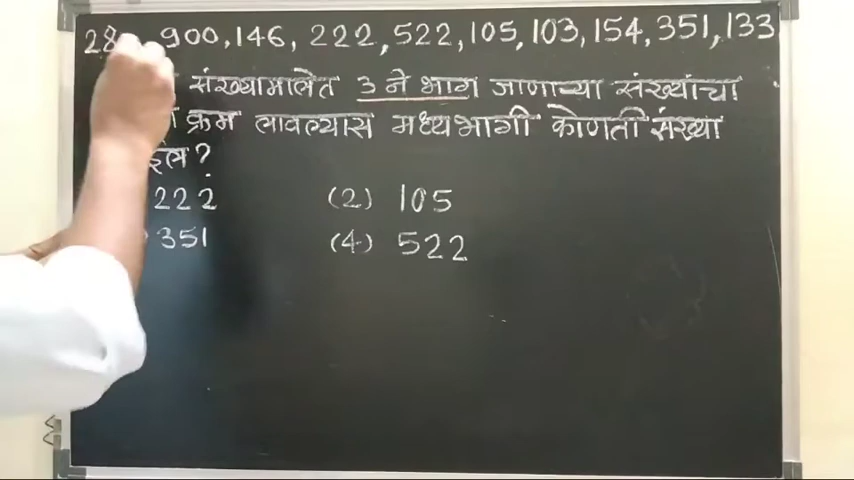 28 900, 146, 222, 522, 105, 103, 154, 351, 133
संख्यामालेत 3 ने भाग जाणाऱ्या संख्यांचा
क्रम लावल्यास मध्यभागी कोणती संख्या
?
222 (2) 105
351 (4) 522